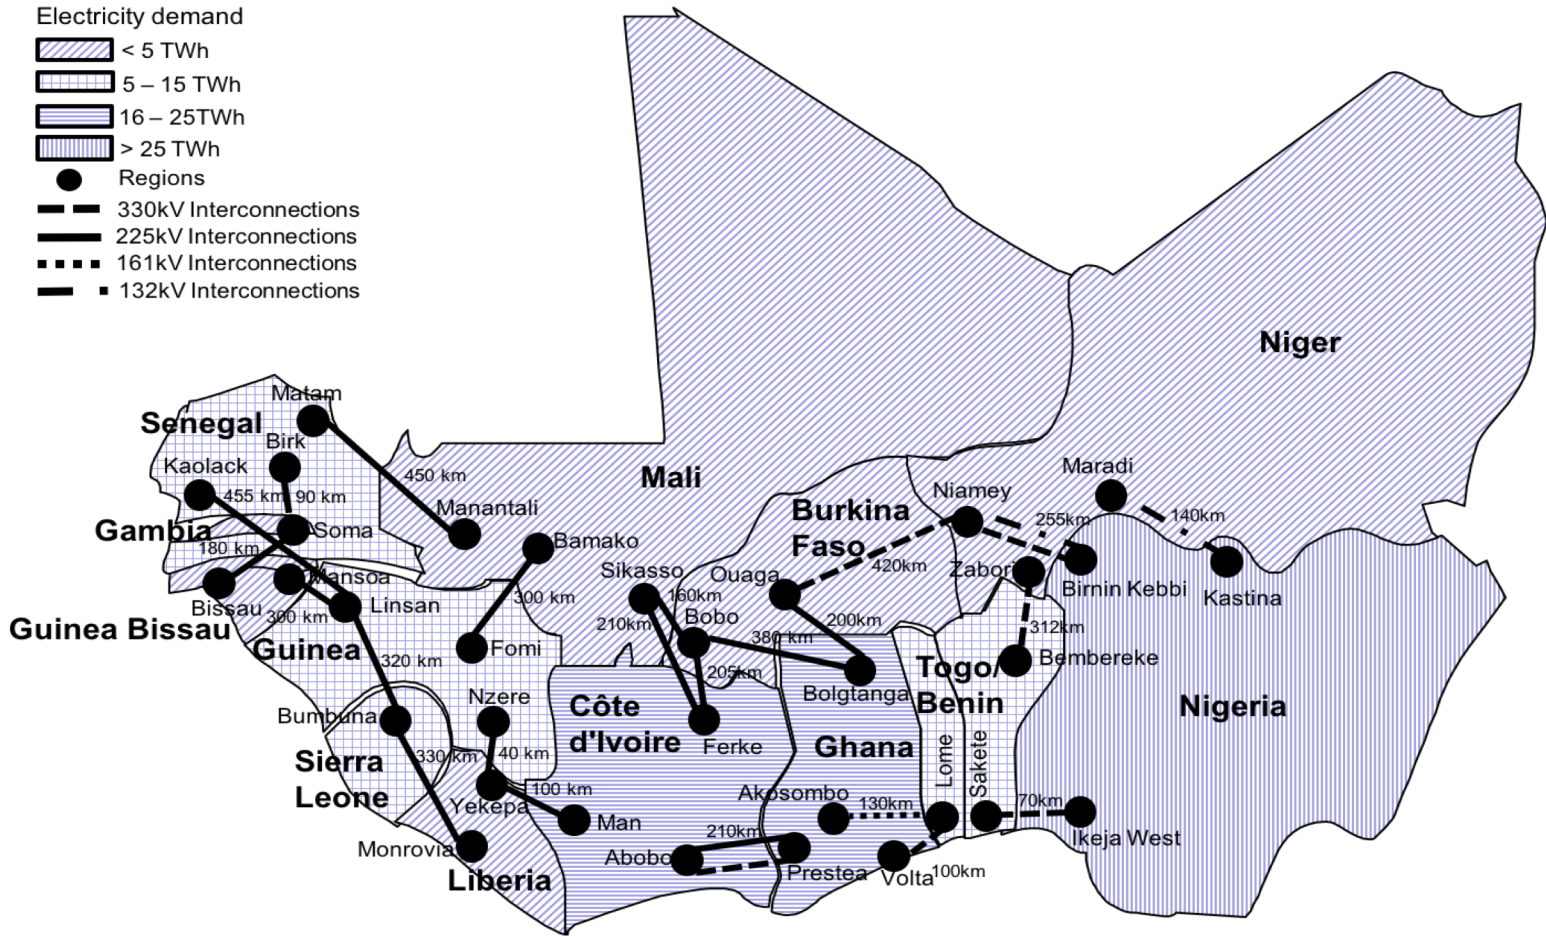 Electricity demand
< 5 TWh
5 – 15 TWh
16 – 25TWh
> 25 TWh
Regions
330kV Interconnections
225kV Interconnections
161kV Interconnections
132kV Interconnections
Niger
Matam
Senegal
Birk
Kaolack
455 km
90 km
450 km
Mali
Manantali
Maradi
Niamey
Burkina
Faso
255km
140km
Gambia
Soma
180 km
Bamako
420km
Zabori
Birnin Kebbi
Kastina
Mansoa
Bissau
300 km
Linsan
Guinea Bissau
Guinea
320 km
300 km
Fomi
Sikasso
160km
210km
Bobo
Ouaga
200km
380 km
205km
Bolgtanga
312km
Bembereke
Togo/
Benin
Nigeria
Nzere
Bumbuna
Sierra
Leone
330 km
40 km
Yekepa
100 km
Man
Monrovia
Liberia
Côte
d'Ivoire
Ferke
Ghana
Lome
Sakete
Akosombo
130km
70km
Ikeja West
210km
Abobo
Prestea
Volta
100km